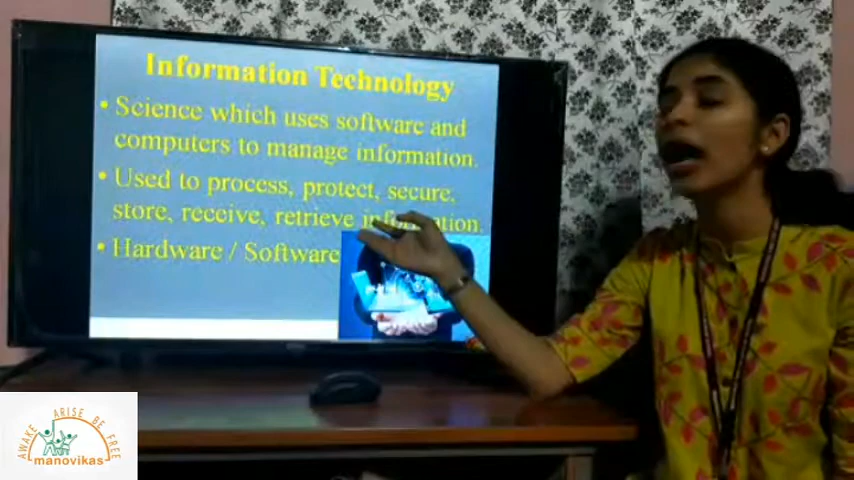 Information Technology
• Science which uses software and
computers to manage information.
• Used to process, protect, secure,
store, receive, retrieve information.
• Hardware / Software
AWAKE ARISE BE FREE
manovikas